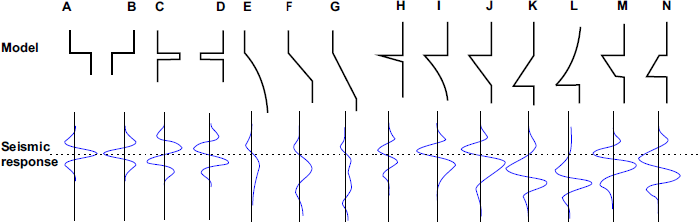 A B C D E F G H I J K L M N
Model
Seismic
response